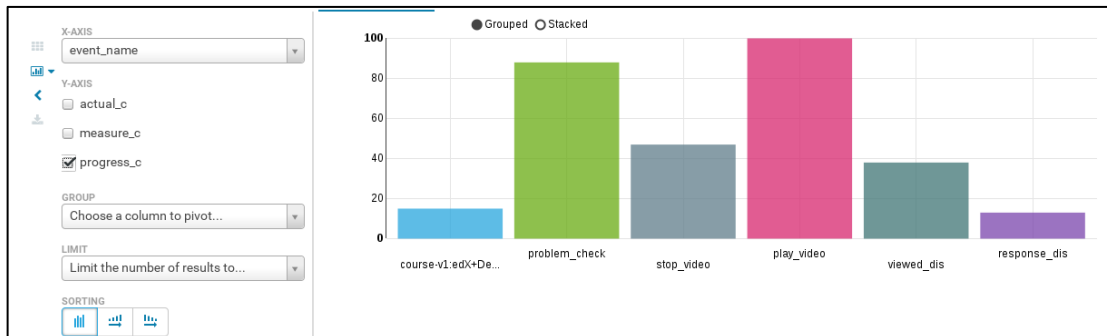 X-AXIS
event_name
Y-AXIS
actual_c
measure_c
progress_c
GROUP
Choose a column to pivot...
LIMIT
Limit the number of results to...
SORTING
Grouped Stacked
100
80
60
40
20
0
course-v1:edX+De...
problem_check
stop_video
play_video
viewed_dis
response_dis